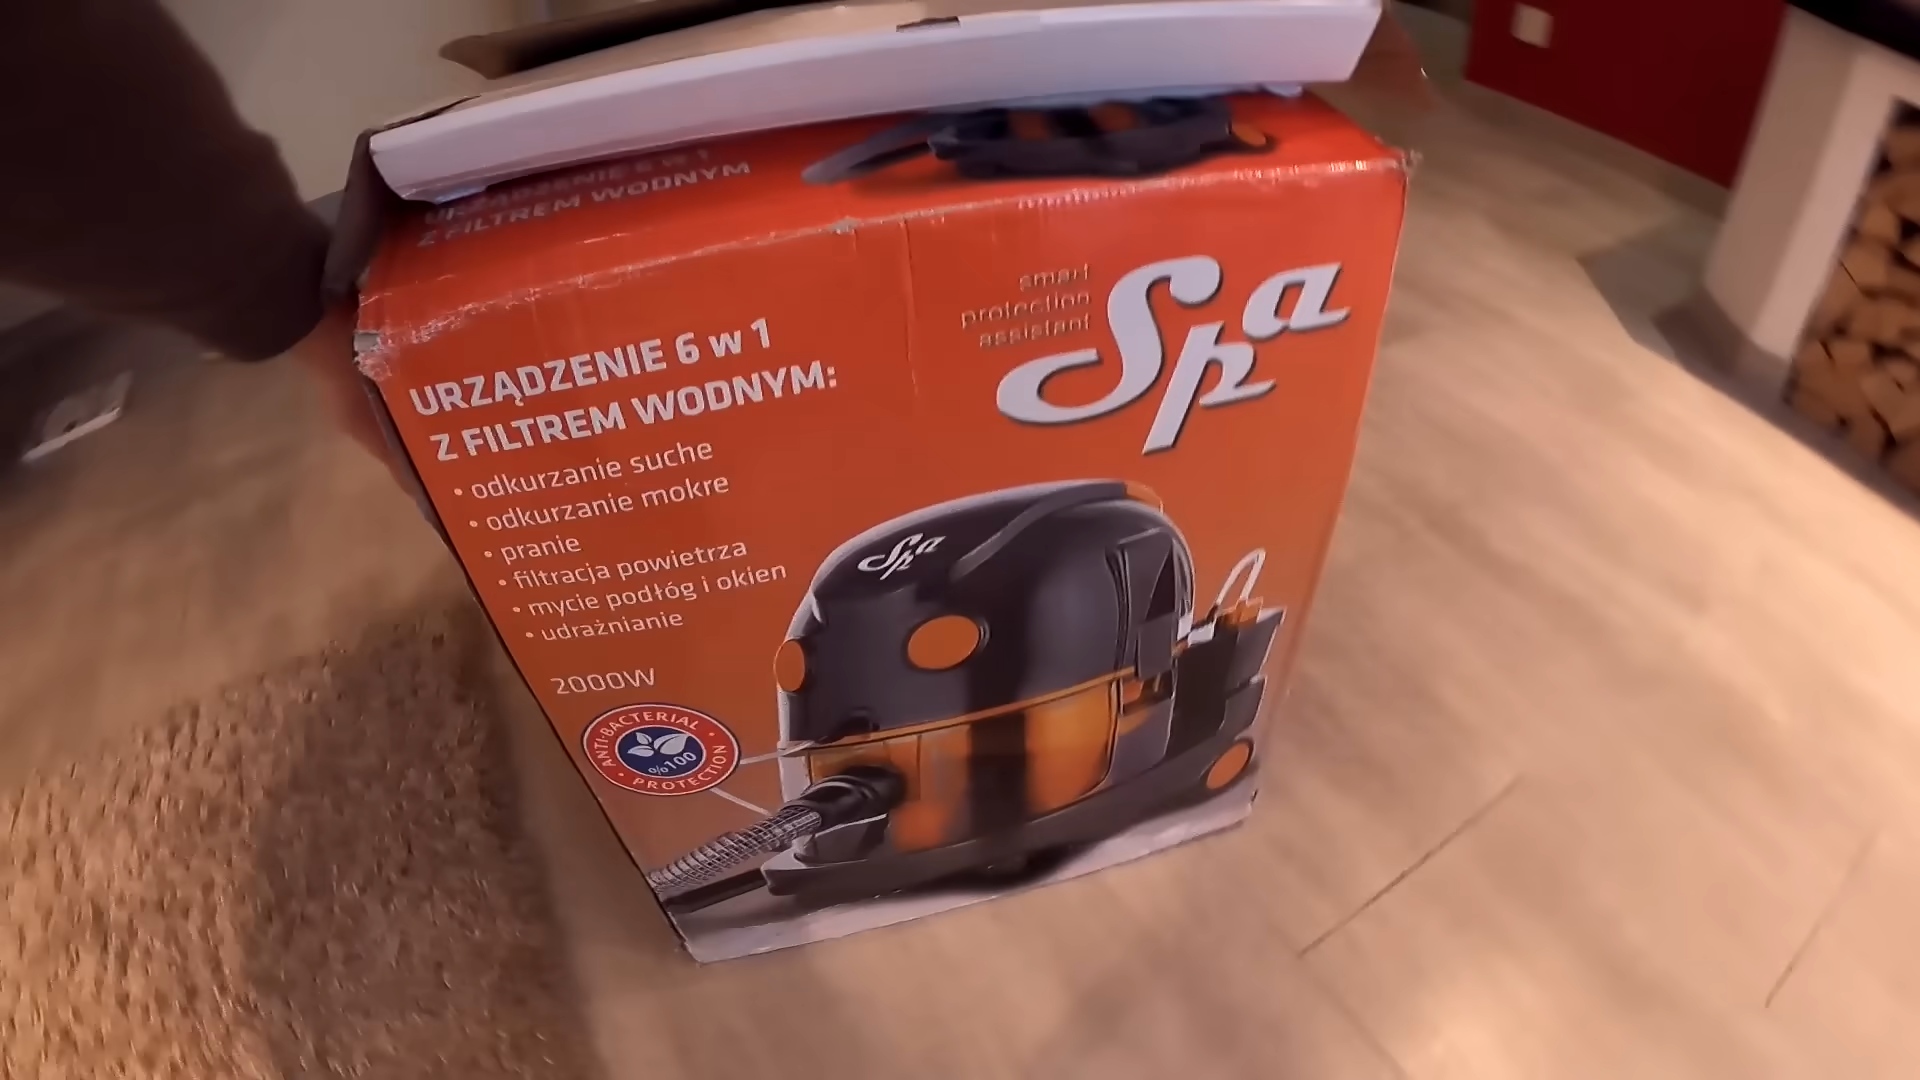 URZĄDZENIE 6 w 1
Z FILTREM WODNYM
smart
protection
assistant
Spa
URZĄDZENIE 6 w 1
Z FILTREM WODNYM:
• odkurzanie suche
• odkurzanie mokre
• pranie
• filtracja powietrza
• mycie podłóg i okien
• udrażnianie
2000W
Spa
ANTI-BACTERIAL
%100
PROTECTION